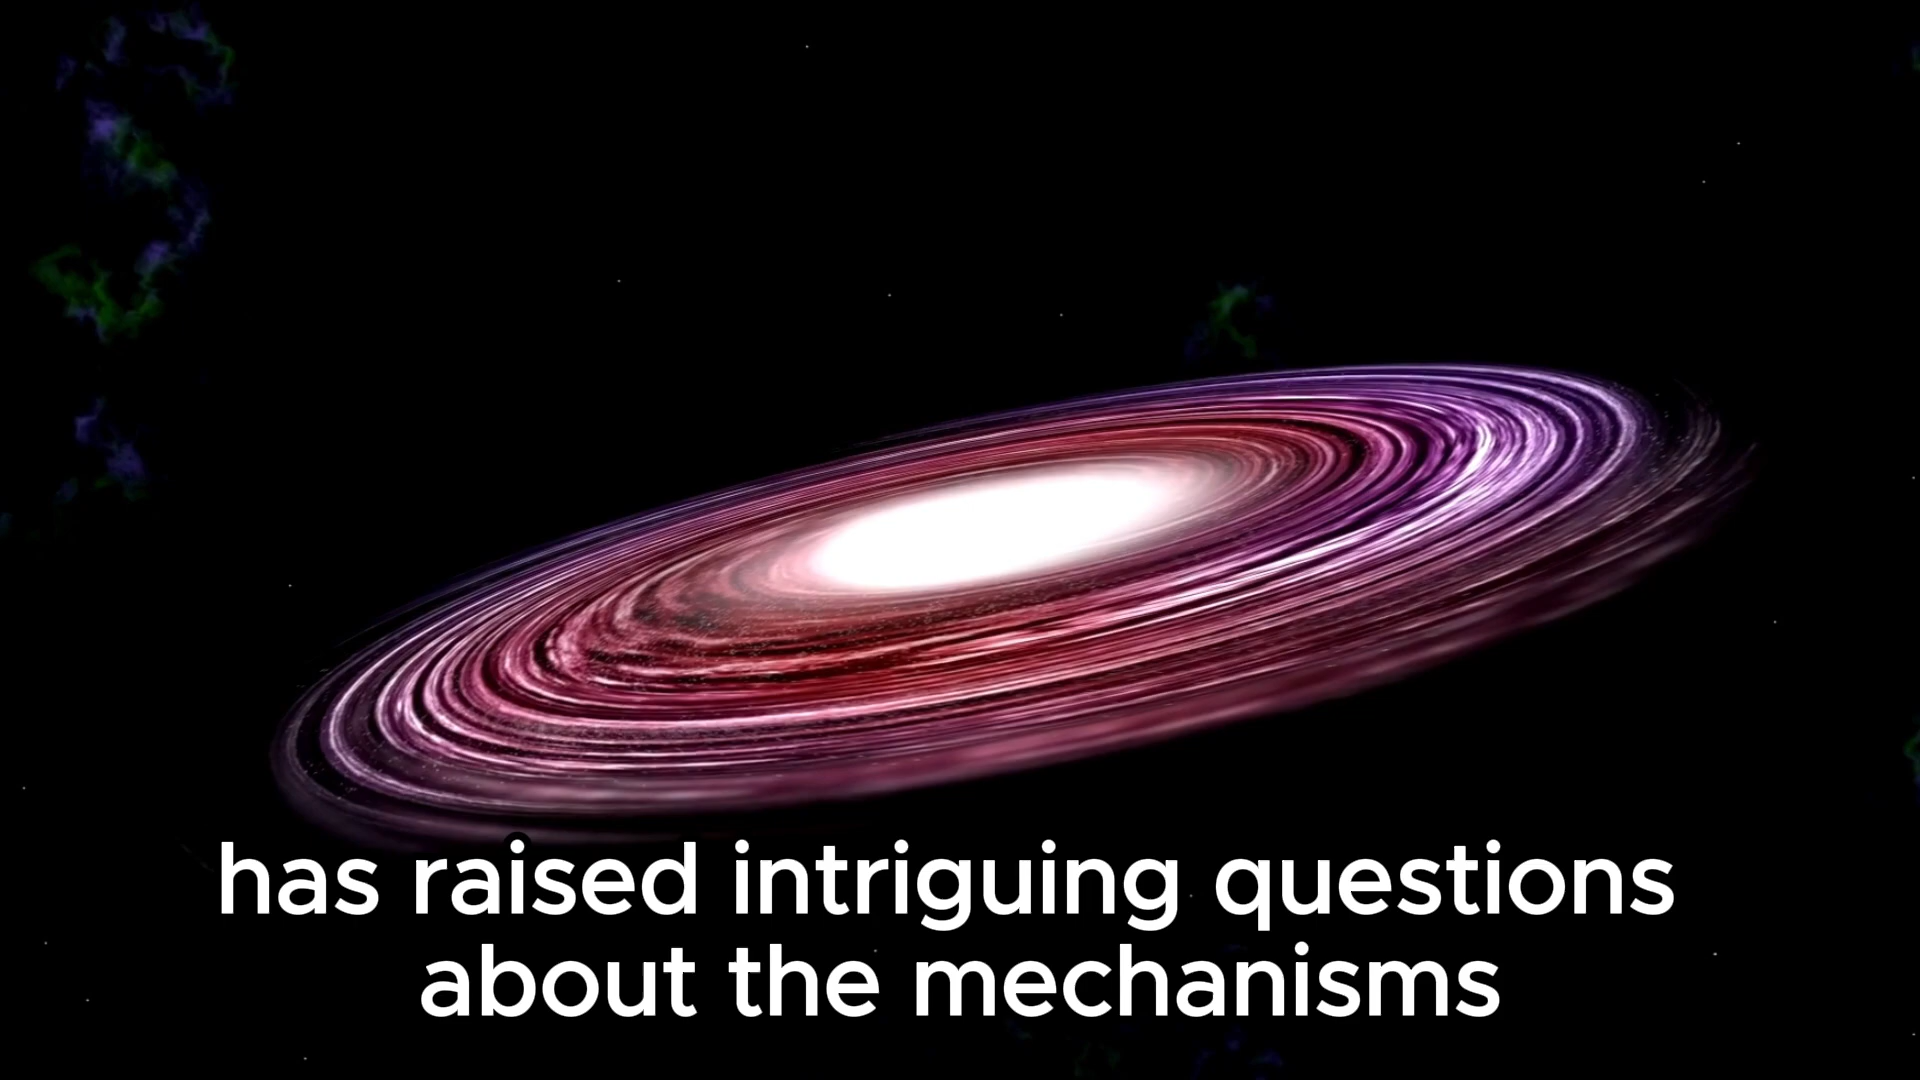 has raised intriguing questions
about the mechanisms